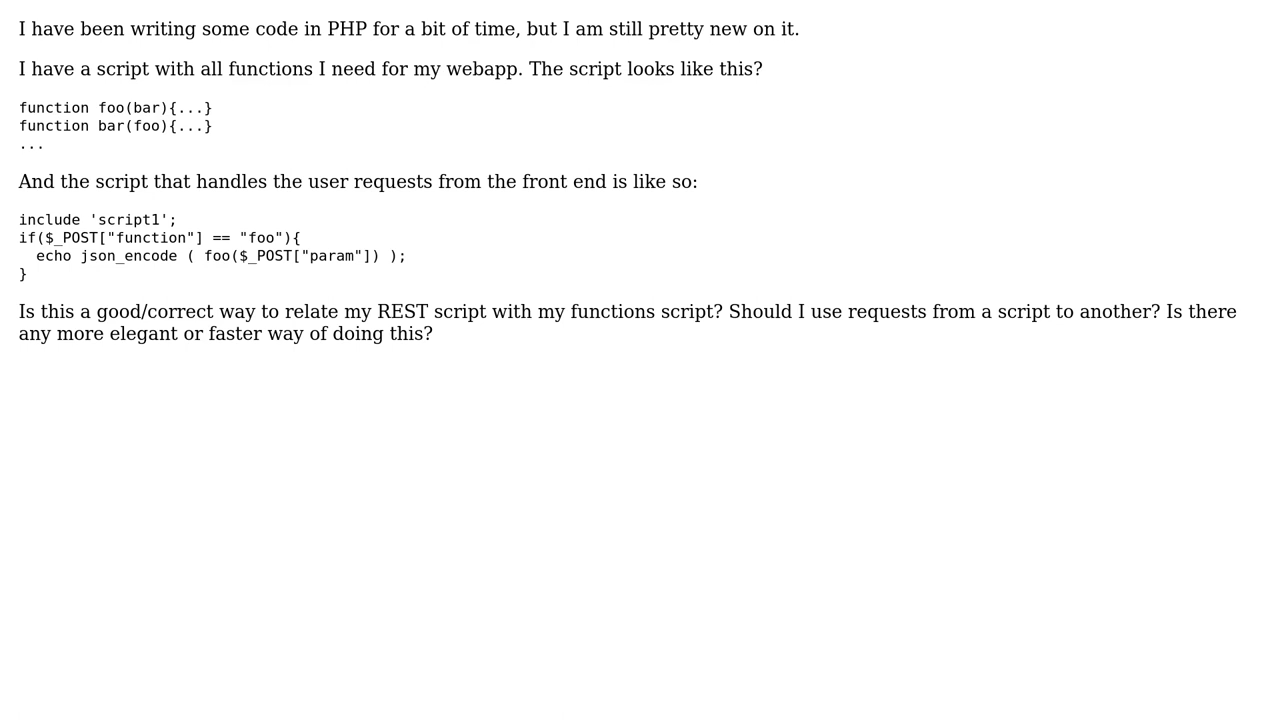 I have been writing some code in PHP for a bit of time, but I am still pretty new on it.
I have a script with all functions I need for my webapp. The script looks like this?
function foo(bar){...}
function bar(foo){...}
...
And the script that handles the user requests from the front end is like so:
include 'script1';
if($_POST["function"] == "foo"){
  echo json_encode ( foo($_POST["param"]) );
}
Is this a good/correct way to relate my REST script with my functions script? Should I use requests from a script to another? Is there
any more elegant or faster way of doing this?